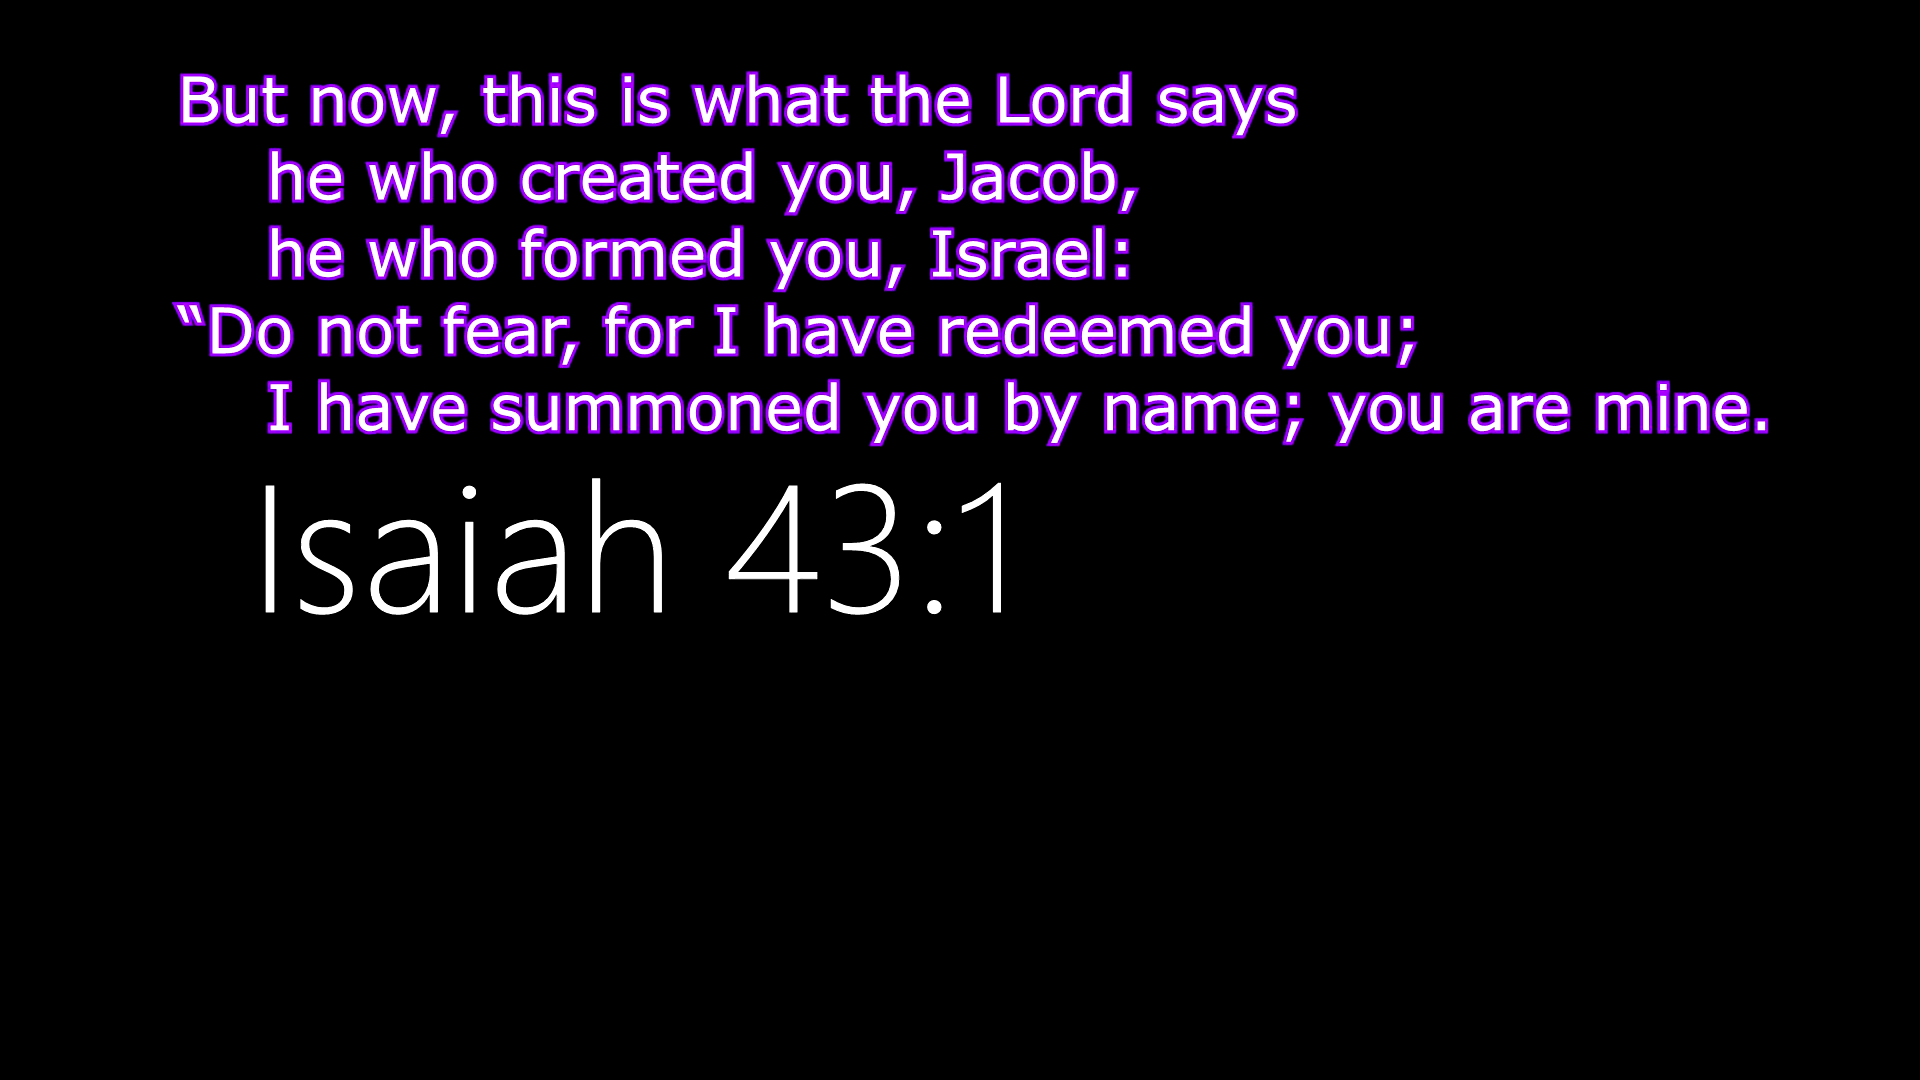 But now, this is what the Lord says
he who created you, Jacob,
he who formed you, Israel:
“Do not fear, for I have redeemed you;
I have summoned you by name; you are mine.
Isaiah 43:1